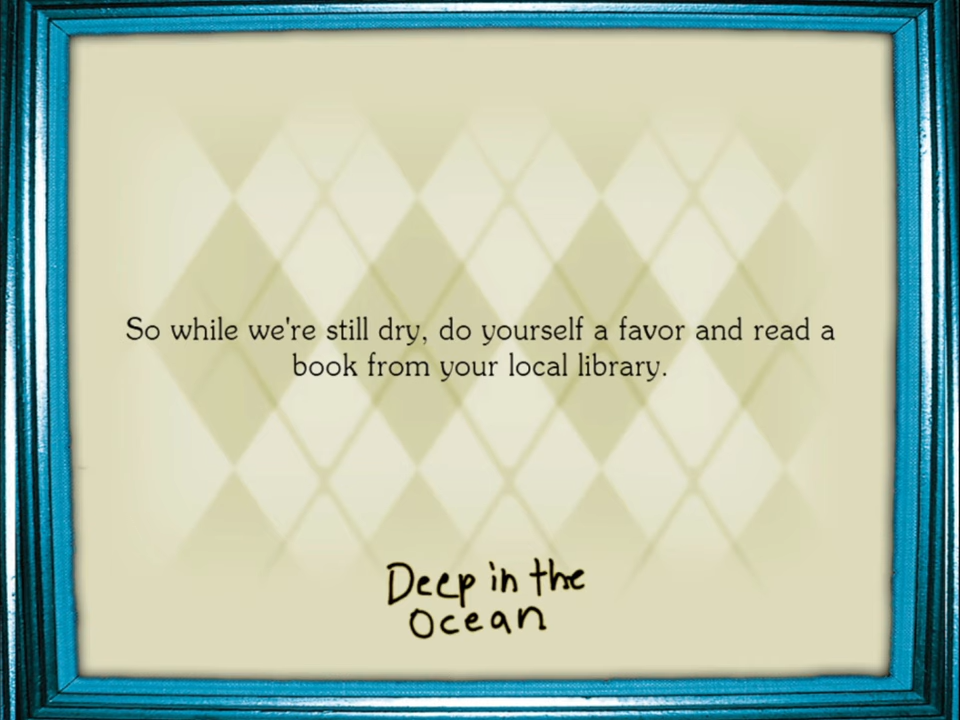 So while we're still dry, do yourself a favor and read a
book from your local library.
Deep in the
Ocean